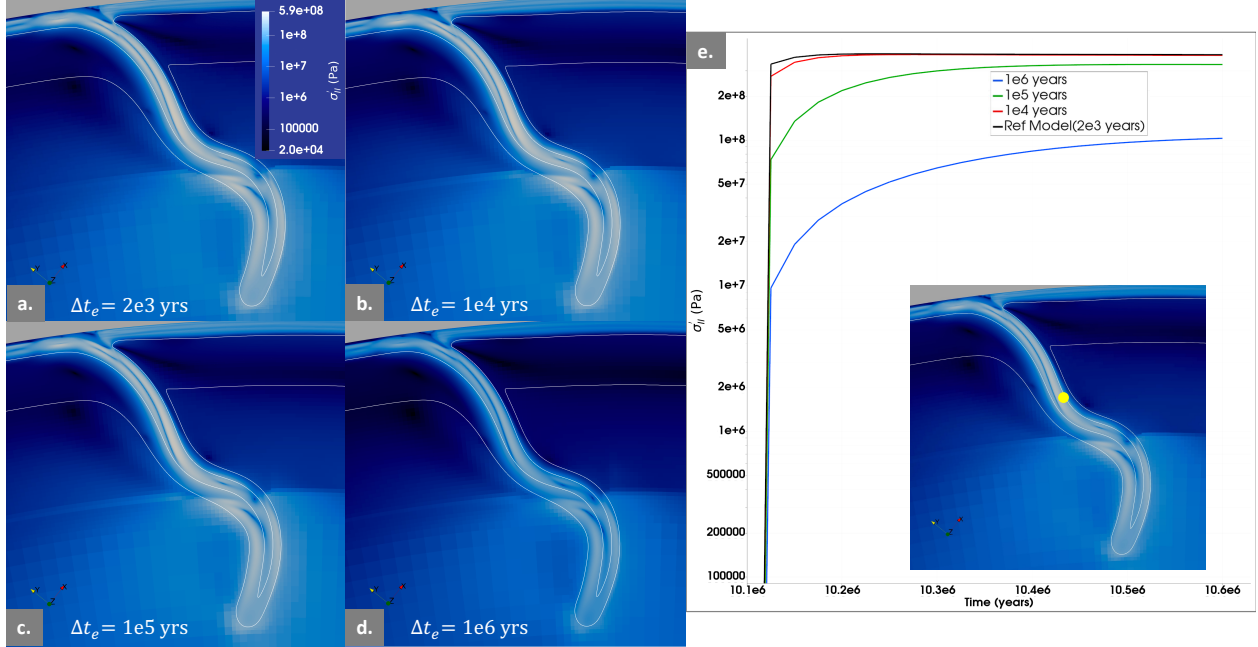 5.9e+08
1e+8
1e+7
1e+6
100000
2.0e+04
σ'II (Pa)
a.
Δtₑ = 2e3 yrs
b.
Δtₑ = 1e4 yrs
c.
Δtₑ = 1e5 yrs
d.
Δtₑ = 1e6 yrs
e.
1e6 years
1e5 years
1e4 years
Ref Model(2e3 years)
2e+8
1e+8
5e+7
2e+7
1e+7
5e+6
2e+6
1e+6
500000
200000
100000
σ'II (Pa)
10.1e6
10.2e6
10.3e6
10.4e6
10.5e6
10.6e6
Time (years)